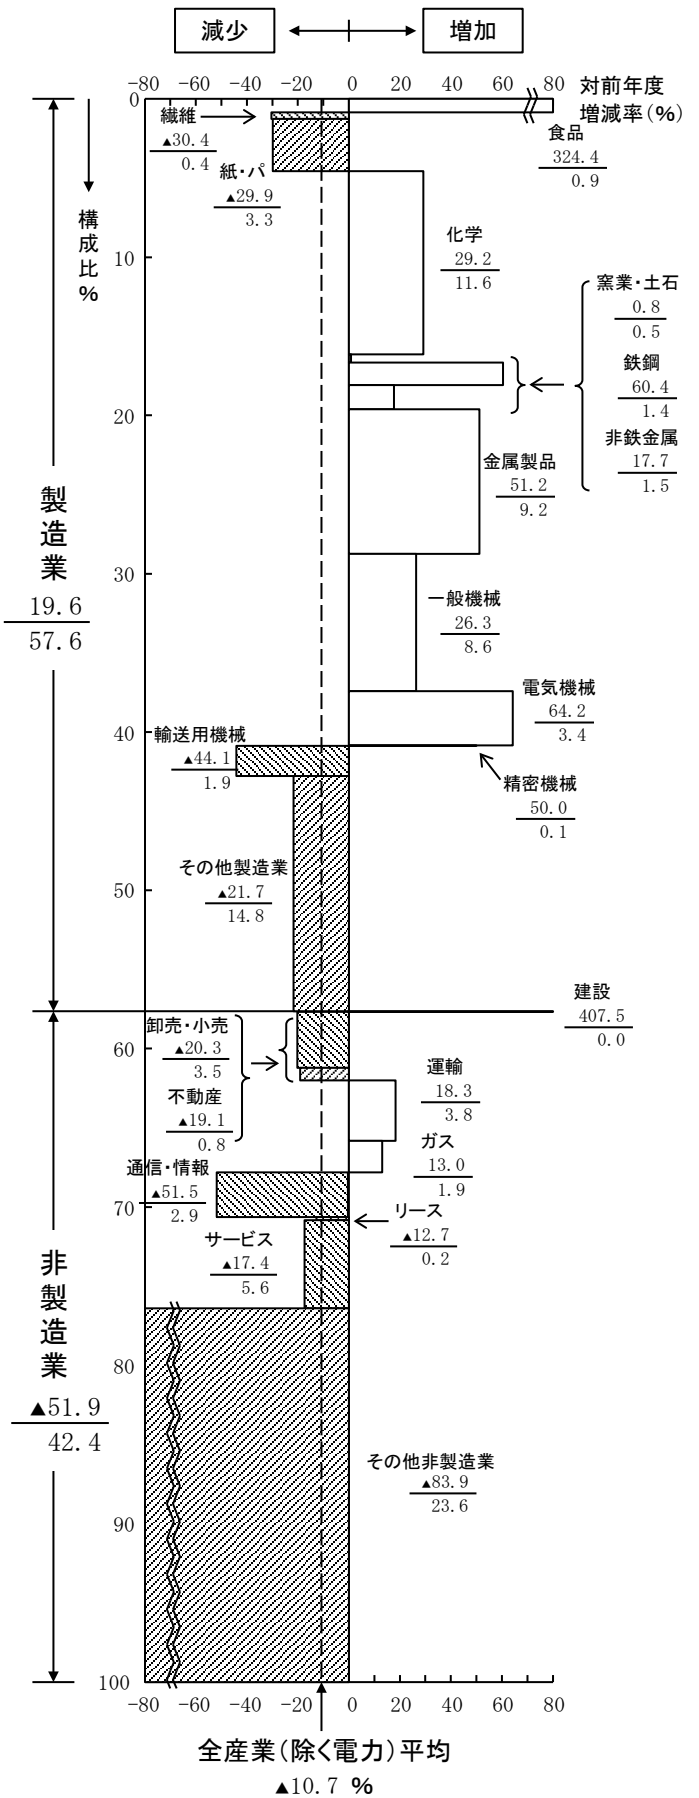 減少
増加
-80 -60 -40 -20 0 20 40 60 80
対前年度
増減率(%)
0
構成比%
繊維
▲30.4
0.4
食品
324.4
0.9
紙・パ
▲29.9
3.3
化学
29.2
11.6
10
窯業・土石
0.8
0.5
鉄鋼
60.4
1.4
非鉄金属
17.7
1.5
20
金属製品
51.2
9.2
製造業
19.6
57.6
30
一般機械
26.3
8.6
電気機械
64.2
3.4
40
輸送用機械
▲44.1
1.9
精密機械
50.0
0.1
その他製造業
▲21.7
14.8
50
建設
407.5
0.0
卸売・小売
▲20.3
3.5
60
不動産
▲19.1
0.8
運輸
18.3
3.8
ガス
13.0
1.9
通信・情報
▲51.5
2.9
70
リース
▲12.7
0.2
サービス
▲17.4
5.6
非製造業
▲51.9
42.4
80
その他非製造業
▲83.9
23.6
90
100
-80 -60 -40 -20 0 20 40 60 80
全産業(除く電力)平均
▲10.7 %